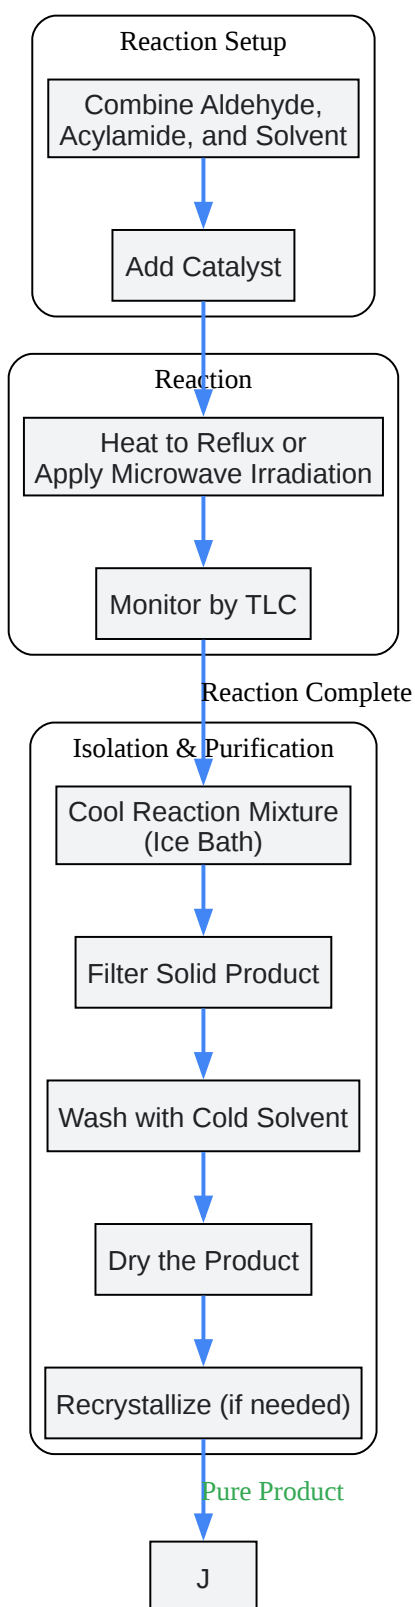 Reaction Setup
Combine Aldehyde,
Acylamide, and Solvent
Add Catalyst
Reaction
Heat to Reflux or
Apply Microwave Irradiation
Monitor by TLC
Reaction Complete
Isolation & Purification
Cool Reaction Mixture
(Ice Bath)
Filter Solid Product
Wash with Cold Solvent
Dry the Product
Recrystallize (if needed)
Pure Product
J